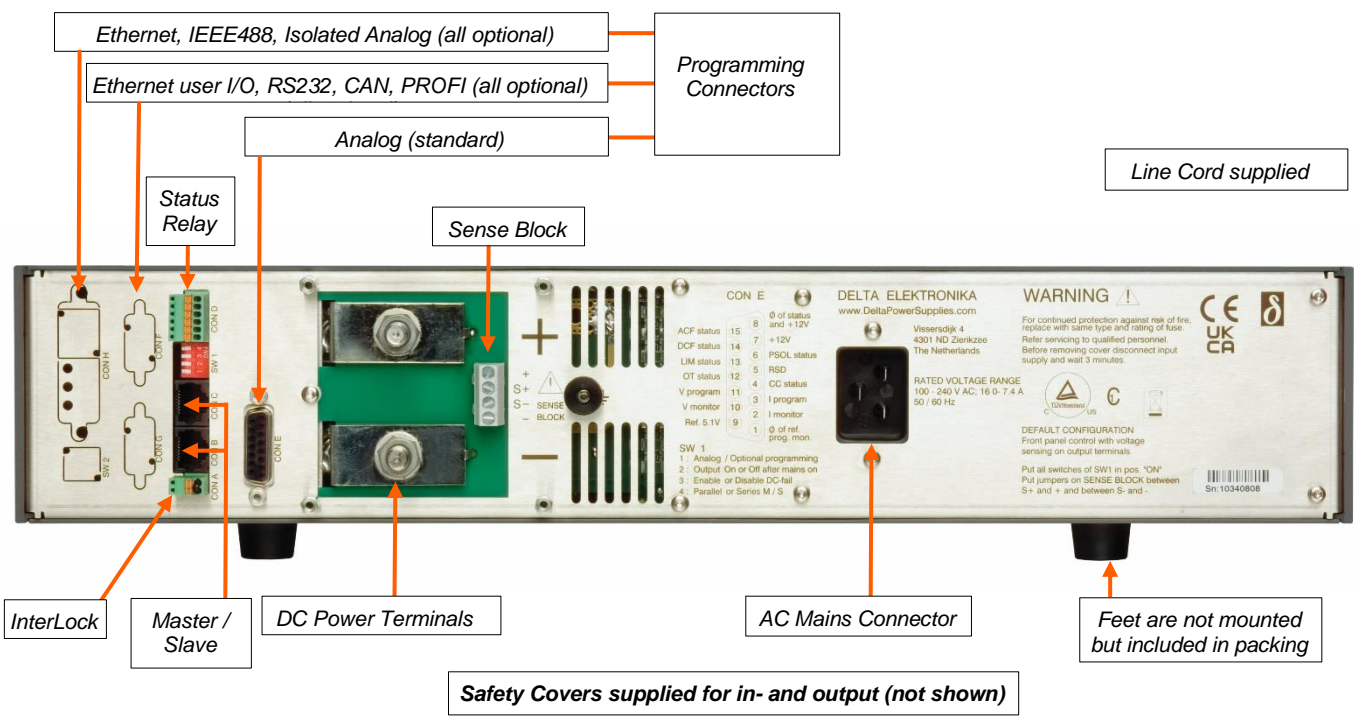 Ethernet, IEEE488, Isolated Analog (all optional)
Programming
Connectors
Ethernet user I/O, RS232, CAN, PROFI (all optional)
Analog (standard)
Line Cord supplied
Status
Relay
Sense Block
CON H
SW 2
CON F
CON G
CON D
SW 1
ON
1 2 3 4
CON C
CON B
CON A
CON E
+
S+
S-
-
SENSE
BLOCK
+
−
CON E
ACF status 15
DCF status 14
LIM status 13
OT status 12
V program 11
V monitor 10
Ref. 5.1V 9
8 Ø of status
and +12V
7 +12V
6 PSOL status
5 RSD
4 CC status
3 I program
2 I monitor
1 Ø of ref.
prog. mon.
SW 1
1 : Analog / Optional programming
2 : Output On or Off after mains on
3 : Enable or Disable DC-fail
4 : Parallel or Series M / S
DELTA ELEKTRONIKA
www.DeltaPowerSupplies.com
Vissersdijk 4
4301 ND Zierikzee
The Netherlands
RATED VOLTAGE RANGE
100 - 240 V AC; 16 0- 7.4 A
50 / 60 Hz
WARNING
For continued protection against risk of fire,
replace with same type and rating of fuse.
Refer servicing to qualified personnel.
Before removing cover disconnect input
supply and wait 3 minutes.
CE
UK
CA
δ
TÜVRheinland
C US
DEFAULT CONFIGURATION
Front panel control with voltage
sensing on output terminals.
Put all switches of SW1 in pos. "ON"
Put jumpers on SENSE BLOCK between
S+ and + and between S- and -
Sn:10340808
InterLock
Master /
Slave
DC Power Terminals
AC Mains Connector
Feet are not mounted
but included in packing
Safety Covers supplied for in- and output (not shown)